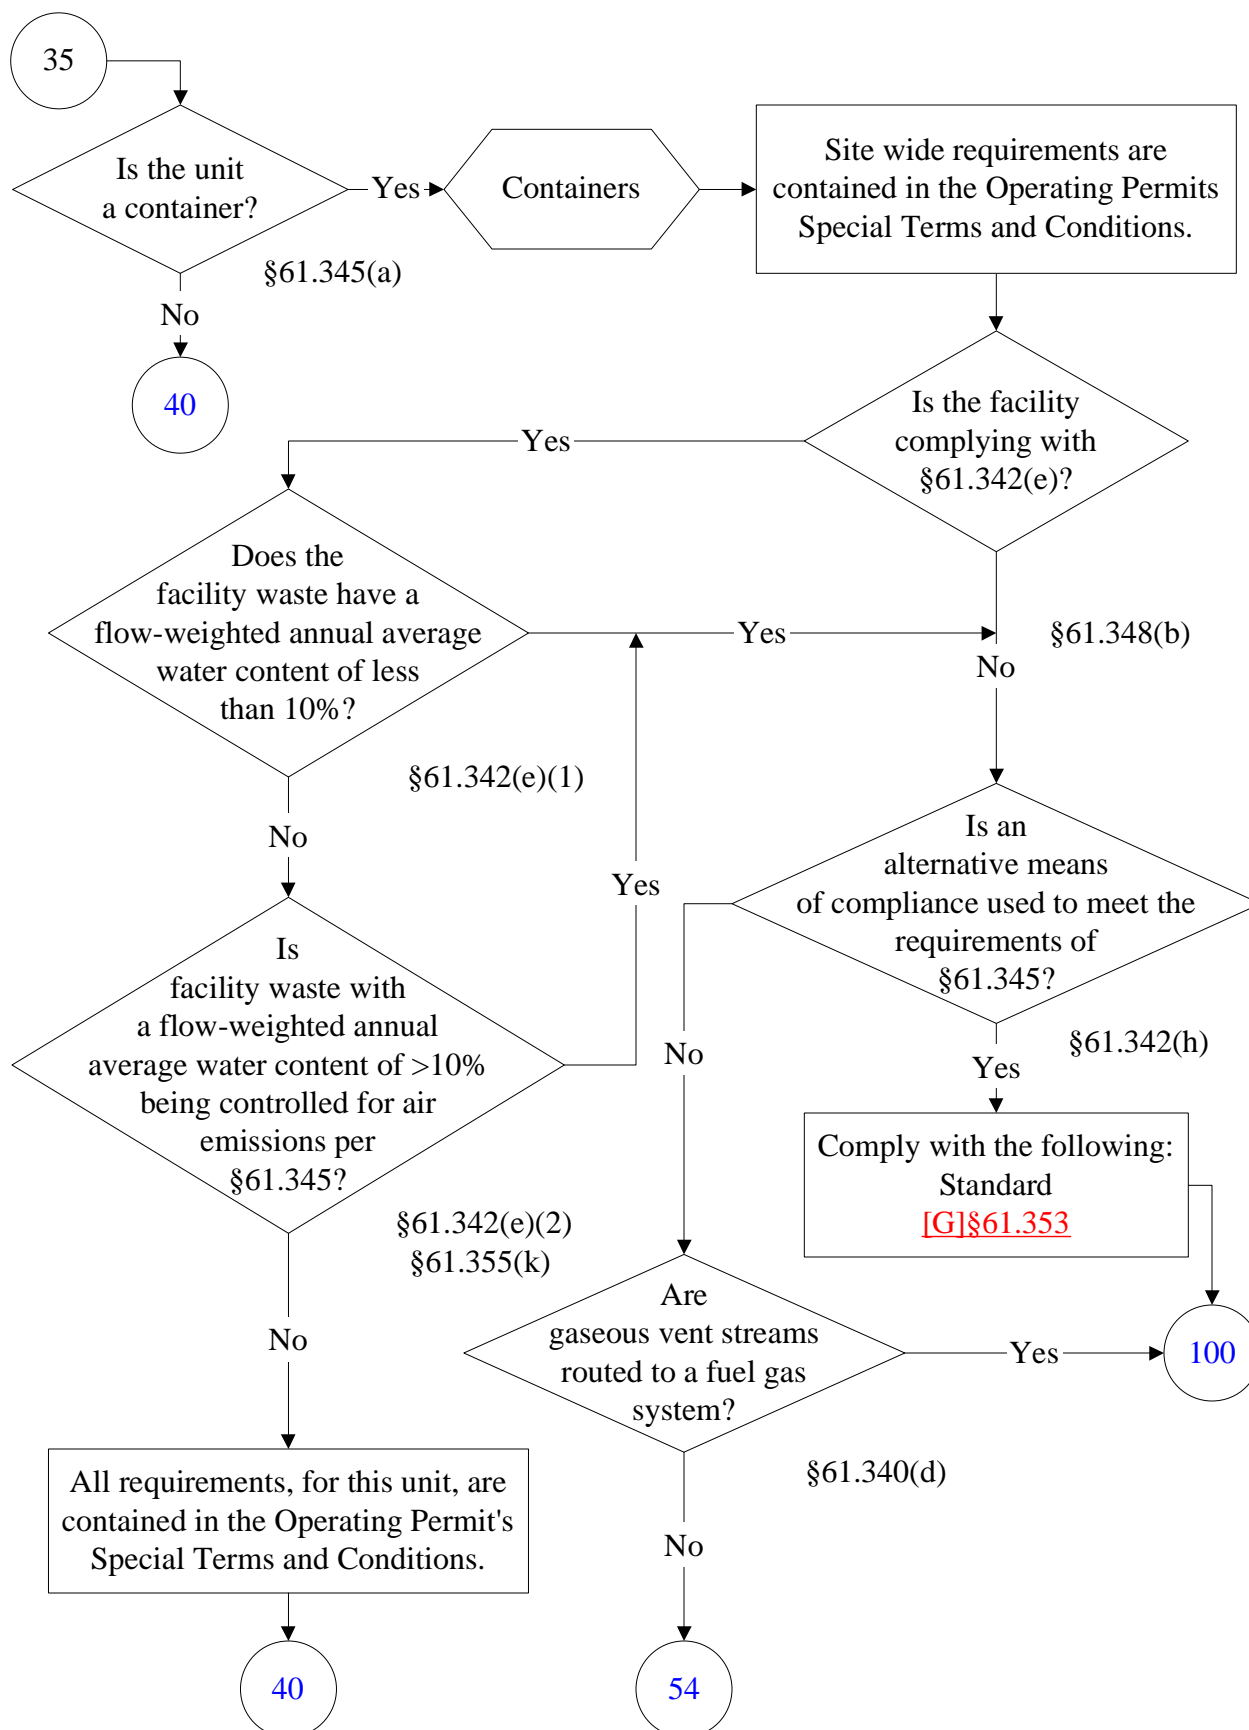 35
Is the unit
a container?
Yes
Containers
Site wide requirements are
contained in the Operating Permits
Special Terms and Conditions.
§61.345(a)
No
40
Is the facility
complying with
§61.342(e)?
Yes
Does the
facility waste have a
flow-weighted annual average
water content of less
than 10%?
Yes
§61.348(b)
No
§61.342(e)(1)
No
Is an
alternative means
of compliance used to meet the
requirements of
§61.345?
Yes
Is
facility waste with
a flow-weighted annual
average water content of >10%
being controlled for air
emissions per
§61.345?
No
§61.342(h)
Yes
Comply with the following:
Standard
[G]§61.353
§61.342(e)(2)
§61.355(k)
Are
gaseous vent streams
routed to a fuel gas
system?
Yes
100
No
§61.340(d)
All requirements, for this unit, are
contained in the Operating Permit's
Special Terms and Conditions.
No
40
54